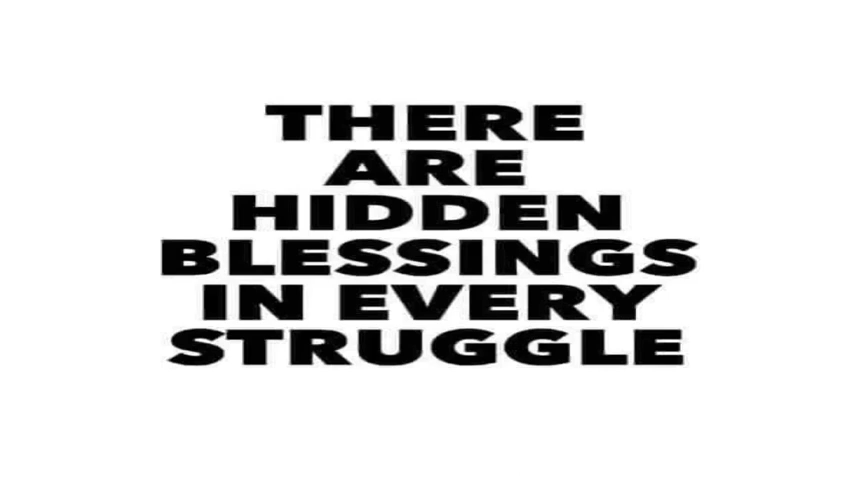 THERE
ARE
HIDDEN
BLESSINGS
IN EVERY
STRUGGLE